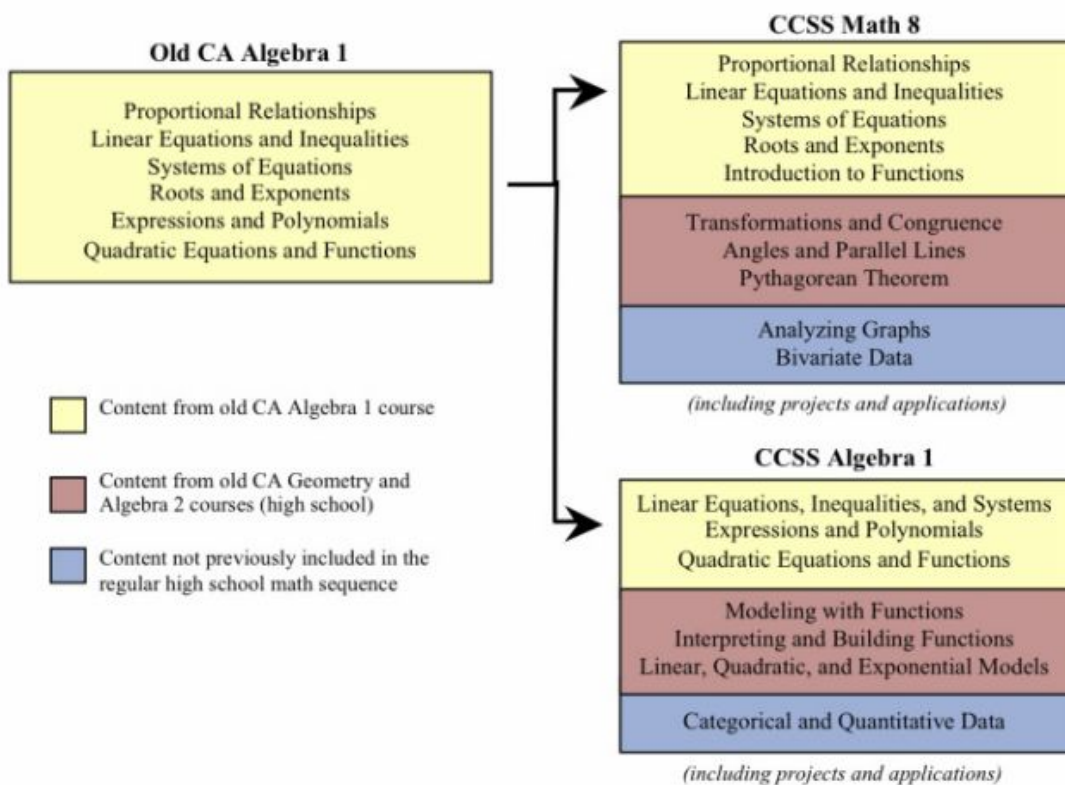 Old CA Algebra 1
Proportional Relationships
Linear Equations and Inequalities
Systems of Equations
Roots and Exponents
Expressions and Polynomials
Quadratic Equations and Functions
Content from old CA Algebra 1 course
Content from old CA Geometry and
Algebra 2 courses (high school)
Content not previously included in the
regular high school math sequence
CCSS Math 8
Proportional Relationships
Linear Equations and Inequalities
Systems of Equations
Roots and Exponents
Introduction to Functions
Transformations and Congruence
Angles and Parallel Lines
Pythagorean Theorem
Analyzing Graphs
Bivariate Data
(including projects and applications)
CCSS Algebra 1
Linear Equations, Inequalities, and Systems
Expressions and Polynomials
Quadratic Equations and Functions
Modeling with Functions
Interpreting and Building Functions
Linear, Quadratic, and Exponential Models
Categorical and Quantitative Data
(including projects and applications)